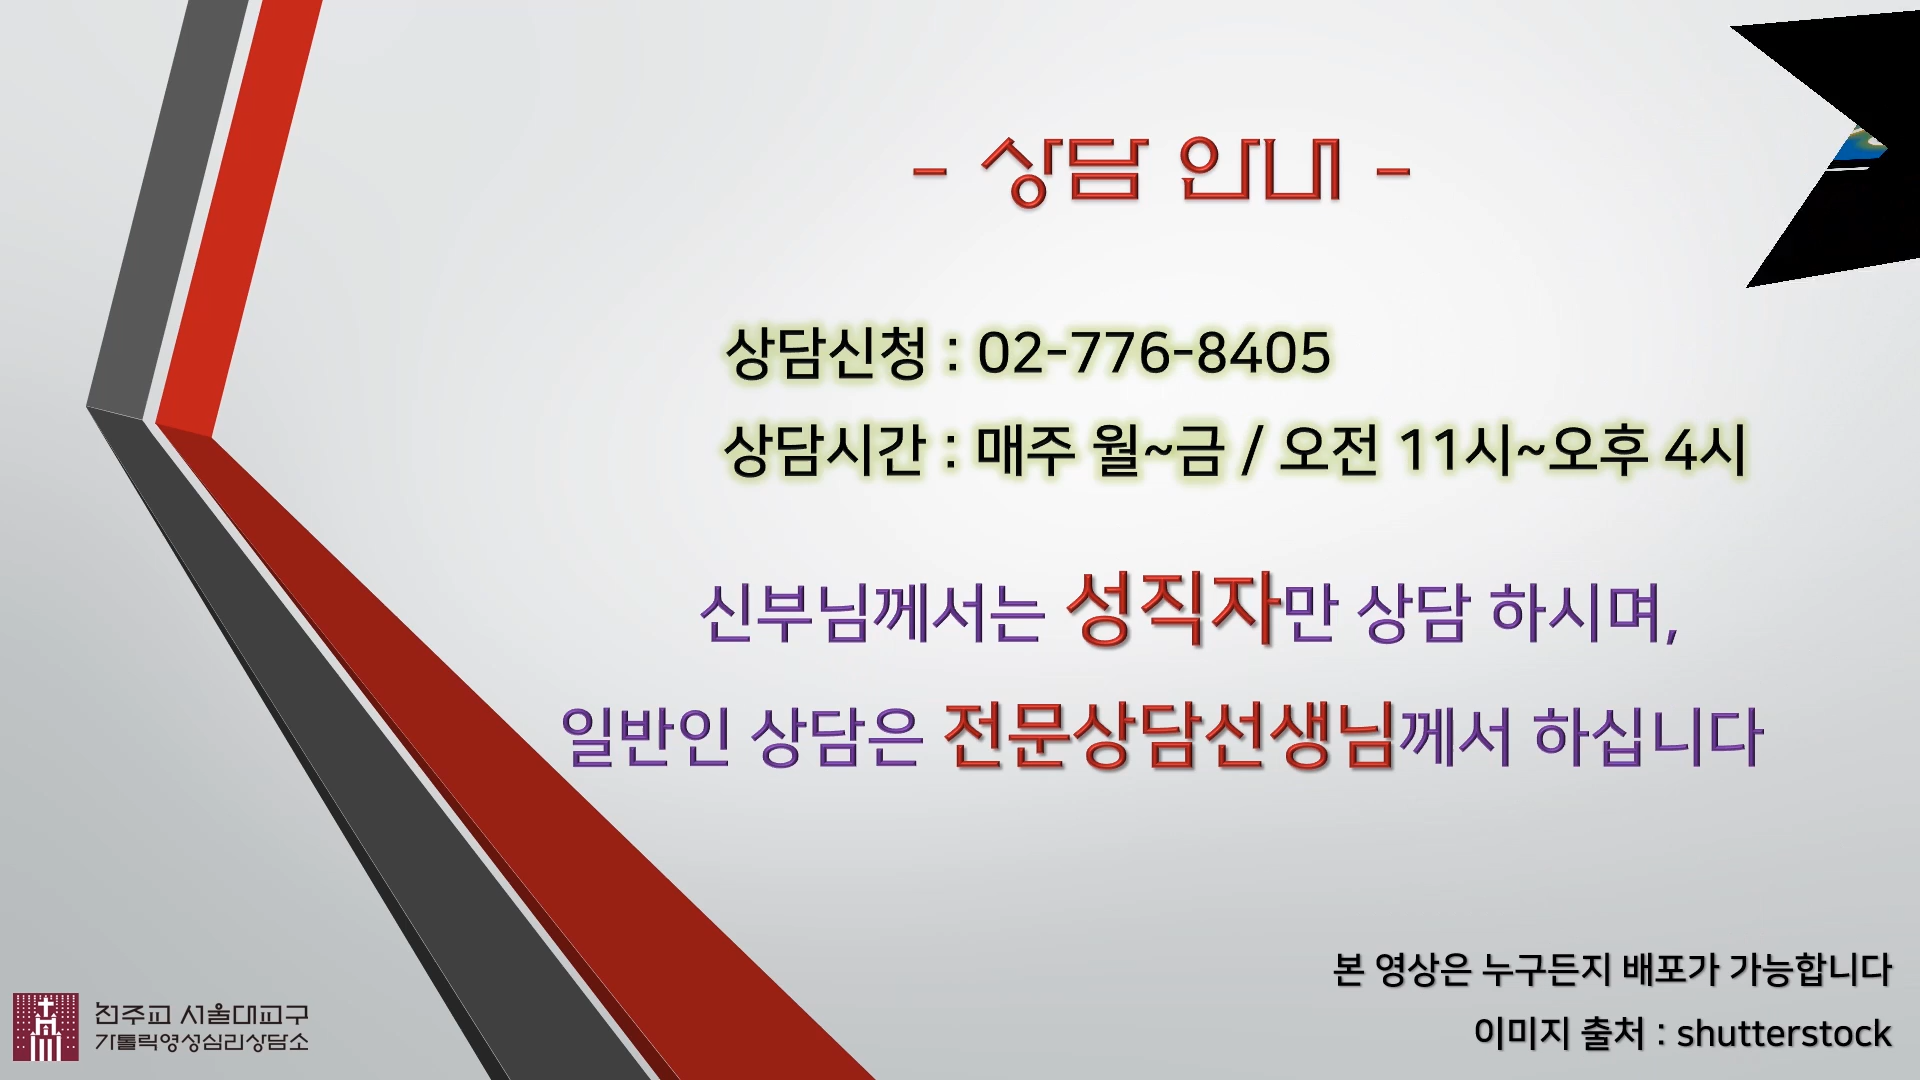 - 상담 안내 -
상담신청 : 02-776-8405
상담시간 : 매주 월~금 / 오전 11시~오후 4시
신부님께서는 성직자만 상담 하시며,
일반인 상담은 전문상담선생님께서 하십니다
본 영상은 누구든지 배포가 가능합니다
이미지 출처 : shutterstock
천주교 서울대교구
가톨릭영성심리상담소